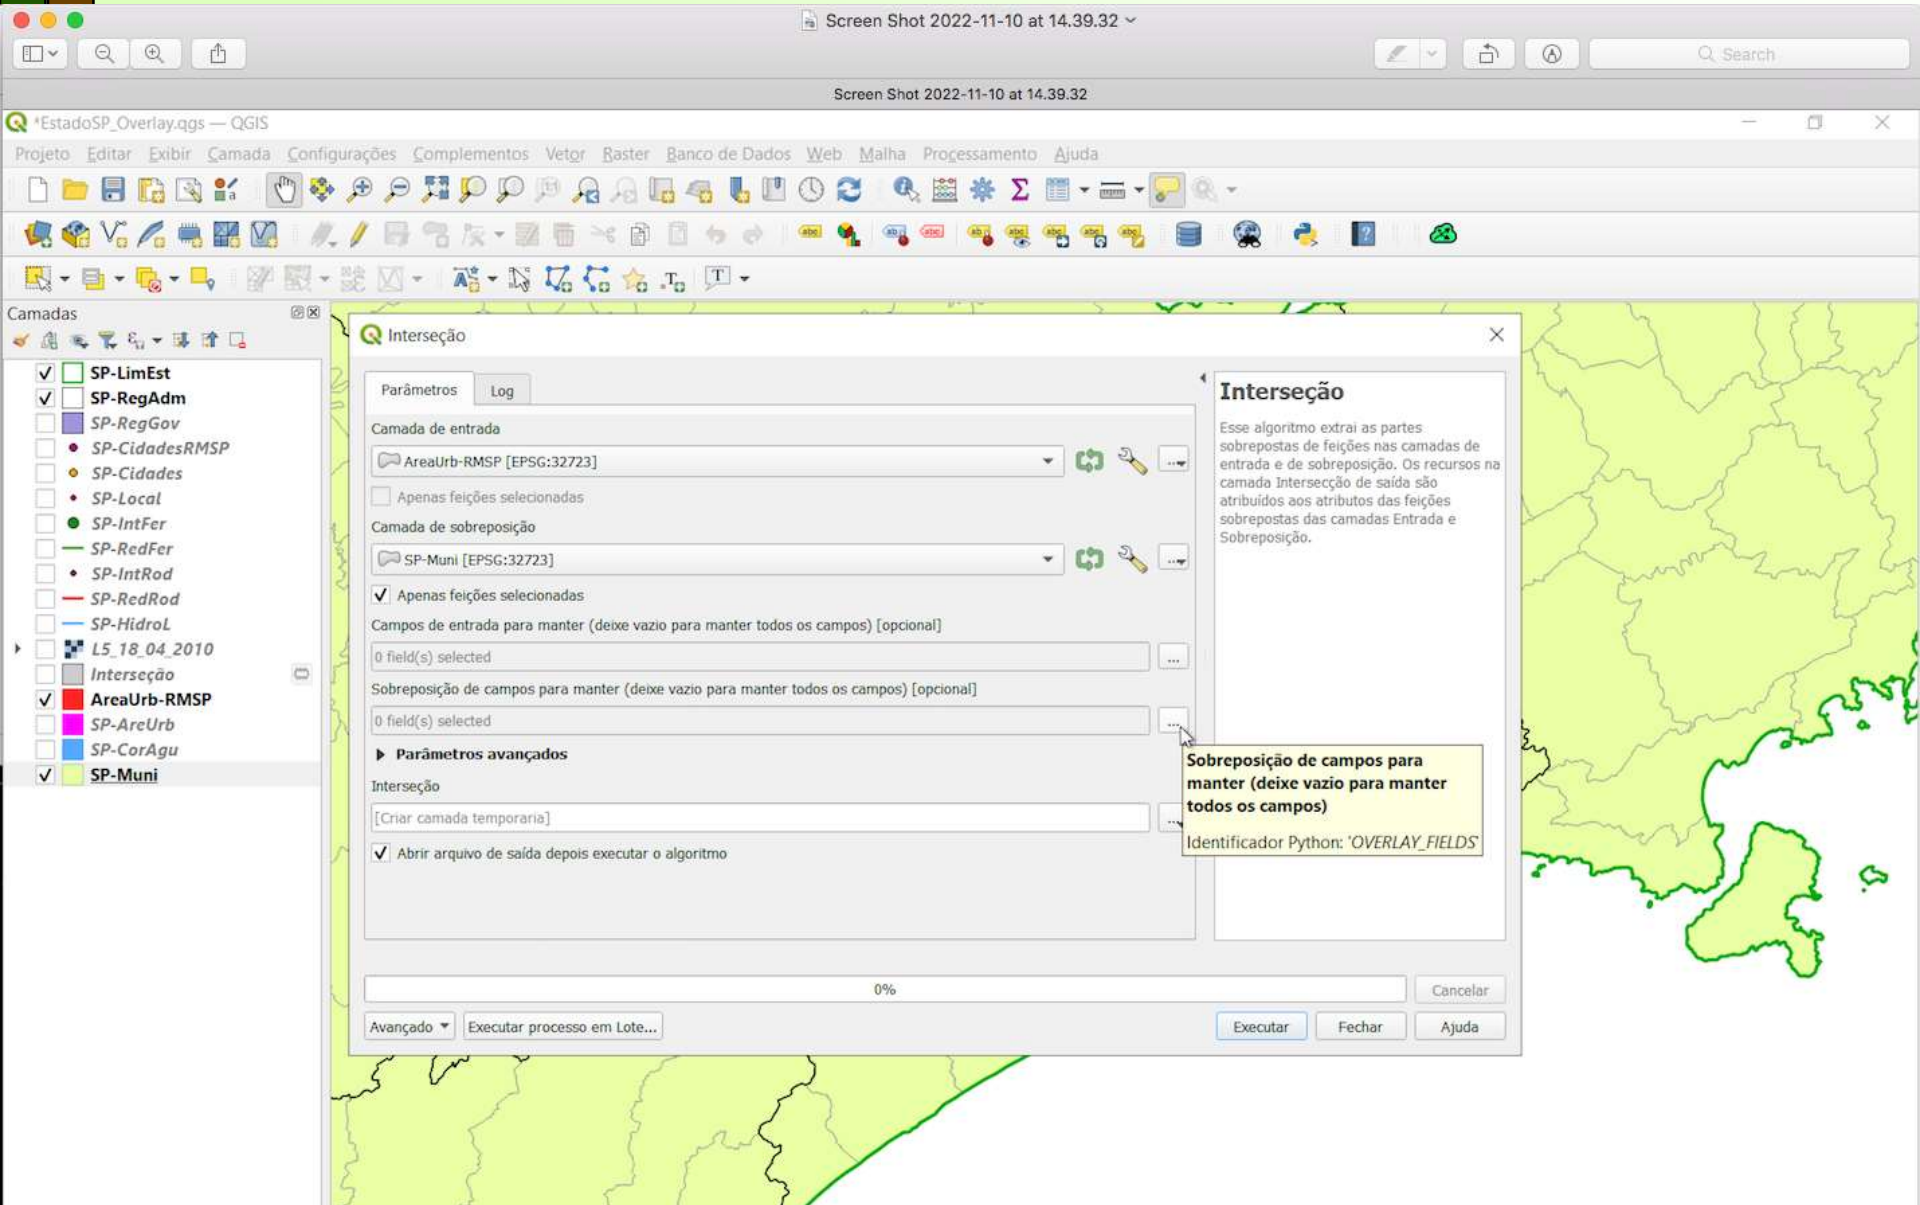 Screen Shot 2022-11-10 at 14.39.32
Search
Screen Shot 2022-11-10 at 14.39.32
*EstadoSP_Overlay.qgs — QGIS
Projeto Editar Exibir Camada Configurações Complementos Vetor Raster Banco de Dados Web Malha Processamento Ajuda
Camadas
SP-LimEst
SP-RegAdm
SP-RegGov
SP-CidadesRMSP
SP-Cidades
SP-Local
SP-IntFer
SP-RedFer
SP-IntRod
SP-RedRod
SP-HidroL
L5_18_04_2010
Interseção
AreaUrb-RMSP
SP-AreUrb
SP-CorAgu
SP-Muni
Interseção
Parâmetros Log
Camada de entrada
AreaUrb-RMSP [EPSG:32723]
Apenas feições selecionadas
Camada de sobreposição
SP-Muni [EPSG:32723]
Apenas feições selecionadas
Campos de entrada para manter (deixe vazio para manter todos os campos) [opcional]
0 field(s) selected
...
Sobreposição de campos para manter (deixe vazio para manter todos os campos) [opcional]
0 field(s) selected
...
Parâmetros avançados
Interseção
[Criar camada temporaria]
Abrir arquivo de saída depois executar o algoritmo
Interseção
Esse algoritmo extrai as partes
sobrepostas de feições nas camadas de
entrada e de sobreposição. Os recursos na
camada Intersecção de saída são
atribuídos aos atributos das feições
sobrepostas das camadas Entrada e
Sobreposição.
Sobreposição de campos para
manter (deixe vazio para manter
todos os campos)
Identificador Python: 'OVERLAY_FIELDS'
0%
Cancelar
Avançado Executar processo em Lote...
Executar Fechar Ajuda